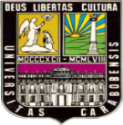 DEUS LIBERTAS CULTURA
UNIVERSITAS CARABOBENSIS
MDCCCXCII - MCMLVIII